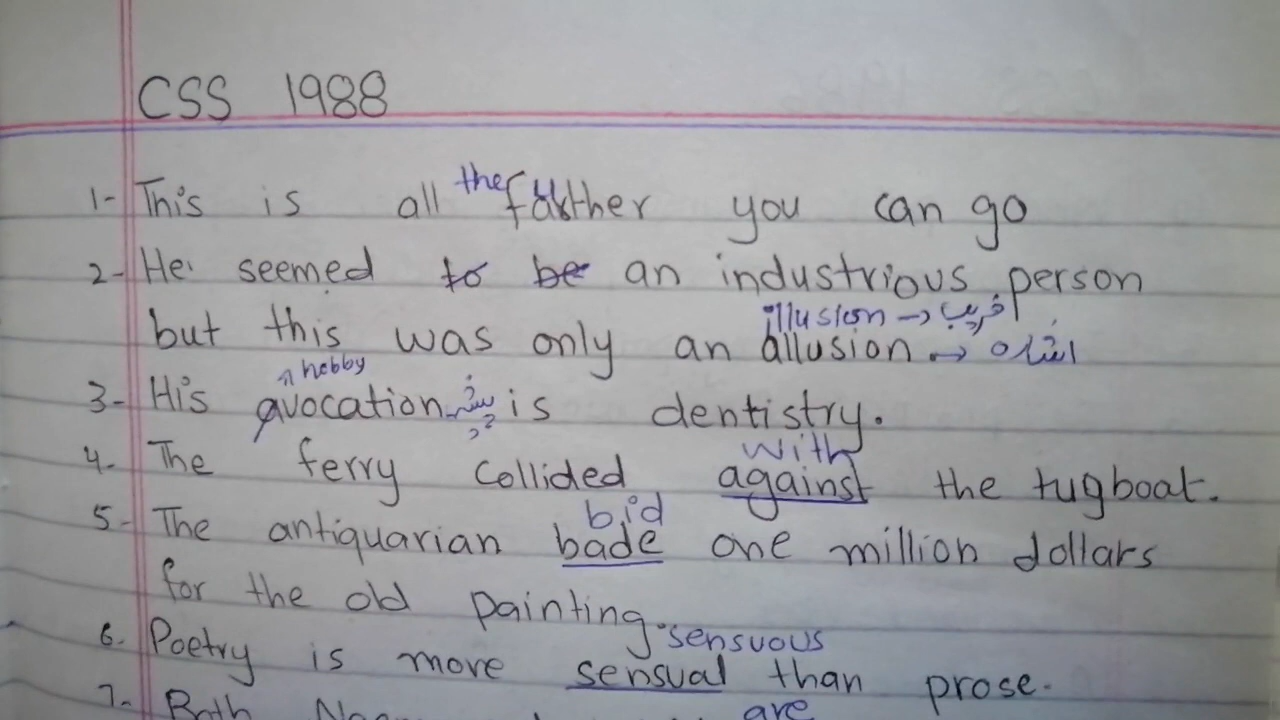 CSS 1988
1- This is all the farther you can go
2- He seemed to be an industrious person
illusion → فریب
but this was only an allusion → اشارہ
hobby
3- His avocation پیشہ is dentistry.
with
4- The ferry collided against the tugboat.
bid
5- The antiquarian bade one million dollars
for the old painting.
sensuous
6. Poetry is more sensual than prose.
are
7- Both